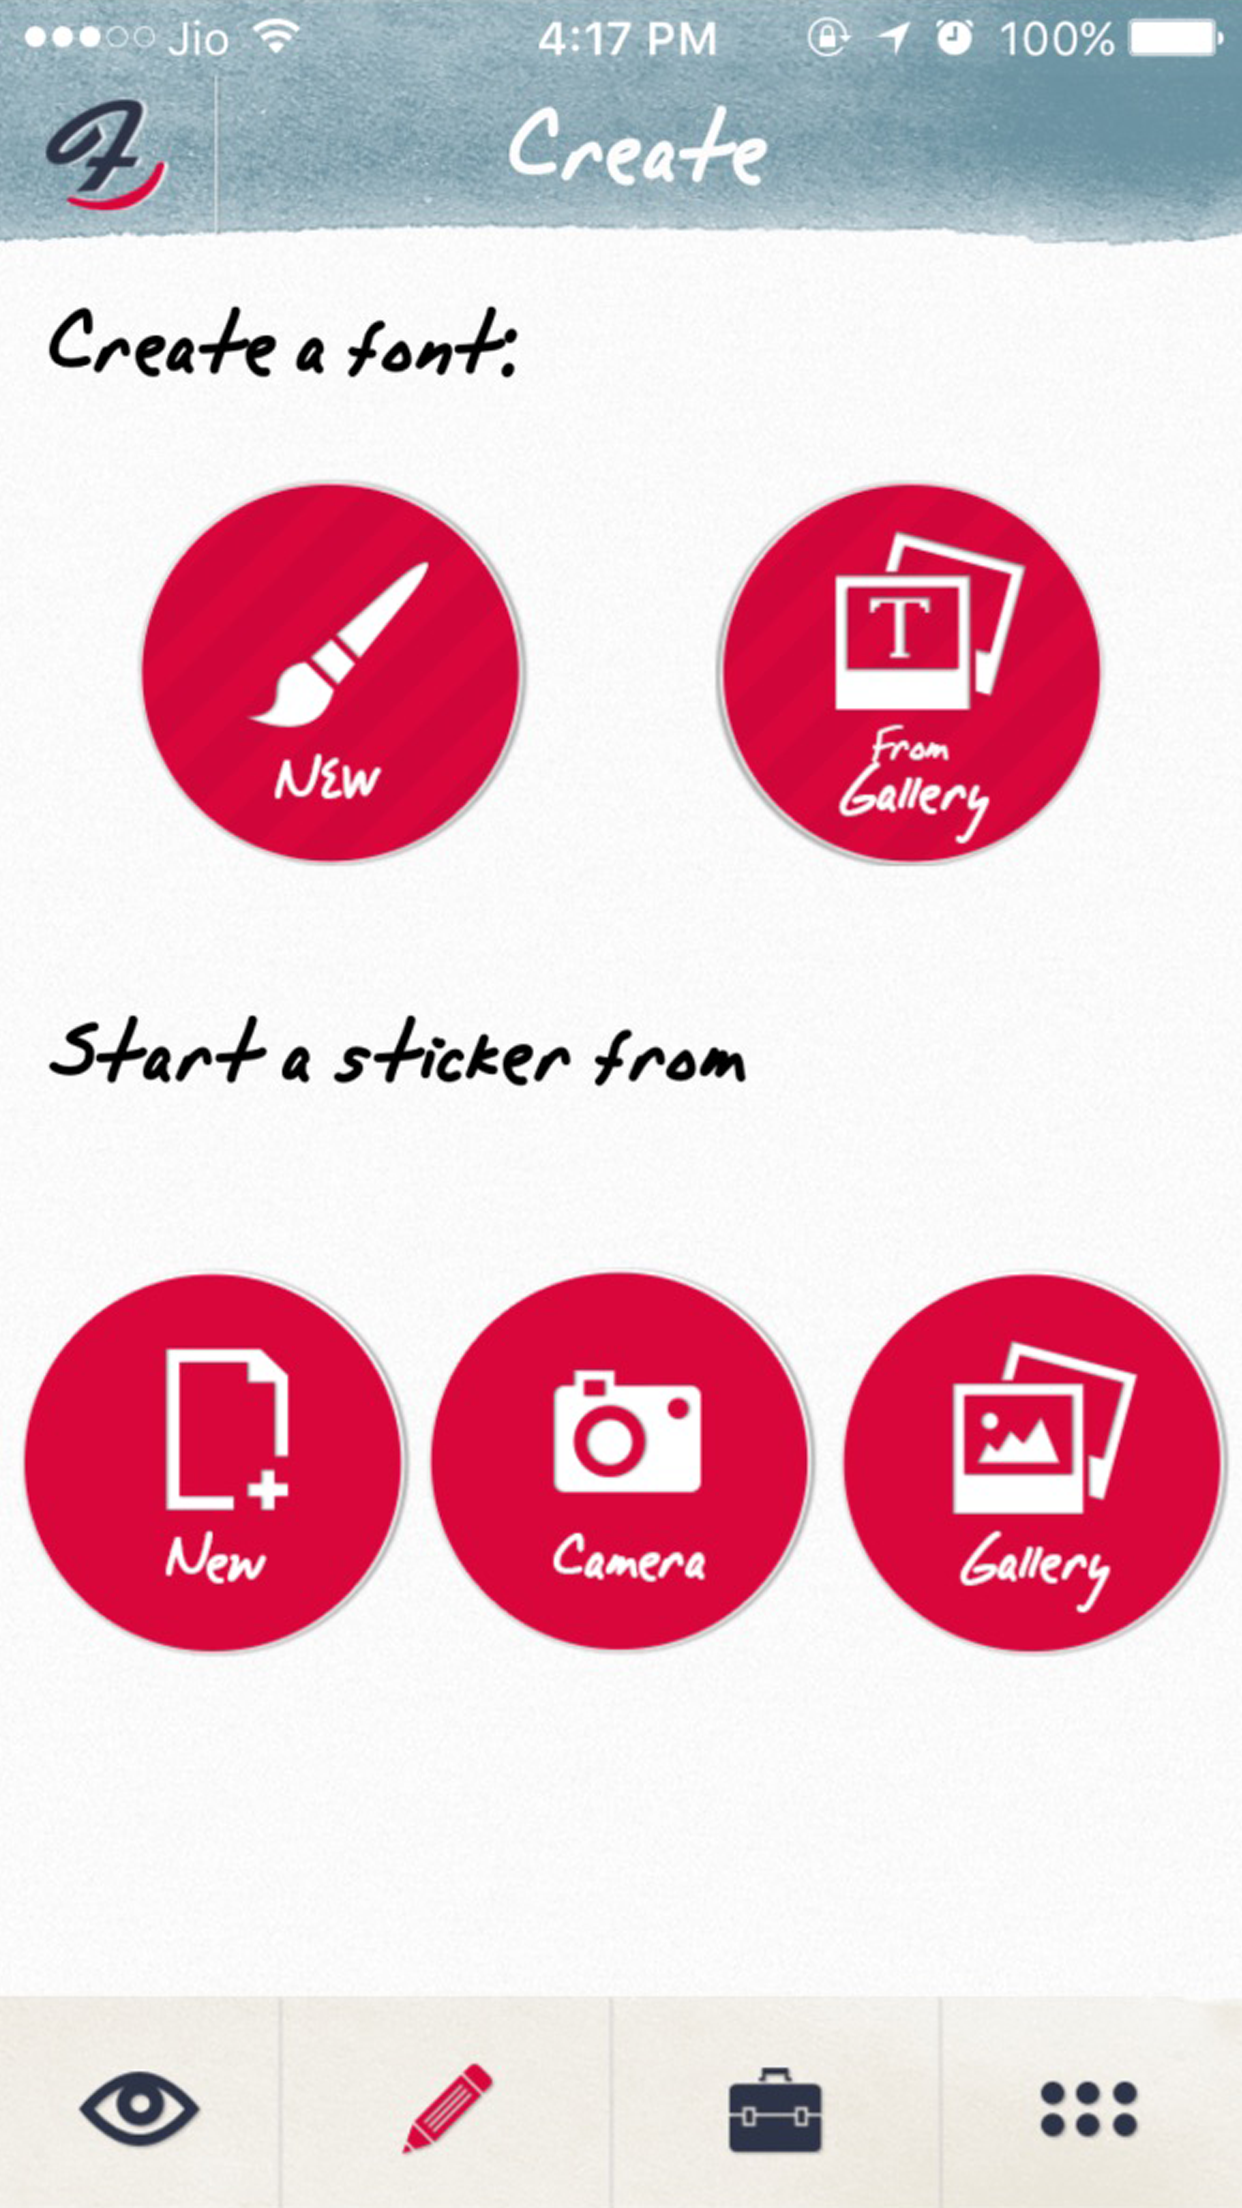 Jio 4:17 PM 100%
Create
Create a font:
NEW
From
Gallery
T
Start a sticker from
New
Camera
Gallery